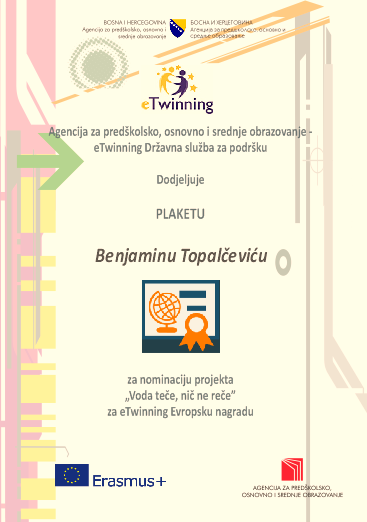 BOSNA I HERCEGOVINA
Agencija za predškolsko, osnovno i
srednje obrazovanje
БОСНА И ХЕРЦЕГОВИНА
Агенција за предшколско, основно и
средње образовање
eTwinning
Agencija za predškolsko, osnovno i srednje obrazovanje -
eTwinning Državna služba za podršku
Dodjeljuje
PLAKETU
Benjaminu Topalčeviću
za nominaciju projekta
„Voda teče, nič ne reče”
za eTwinning Evropsku nagradu
Erasmus+
AGENCIJA ZA PREDŠKOLSKO,
OSNOVNO I SREDNJE OBRAZOVANJE